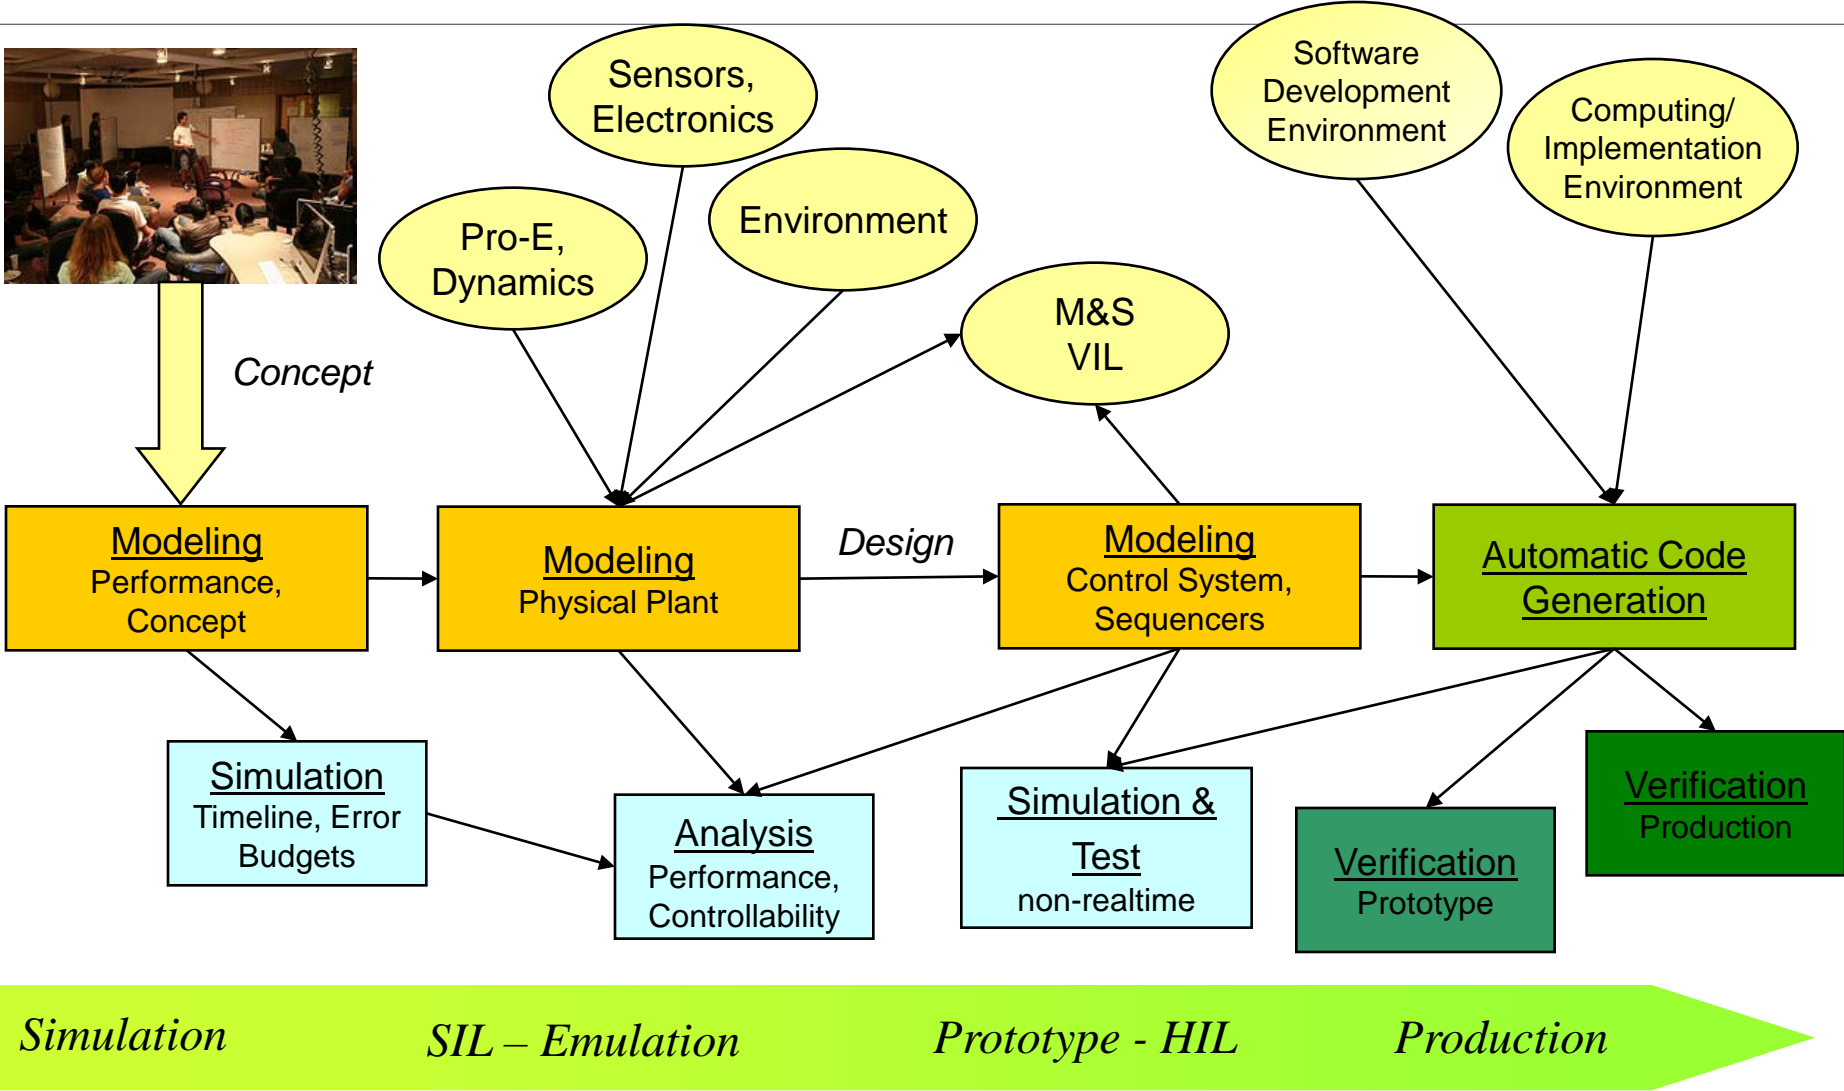 Sensors,
Electronics
Software
Development
Environment
Computing/
Implementation
Environment
Pro-E,
Dynamics
Environment
M&S
VIL
Concept
Modeling
Performance,
Concept
Modeling
Physical Plant
Design
Modeling
Control System,
Sequencers
Automatic Code
Generation
Simulation
Timeline, Error
Budgets
Analysis
Performance,
Controllability
Simulation &
Test
non-realtime
Verification
Prototype
Verification
Production
Simulation
SIL – Emulation
Prototype - HIL
Production